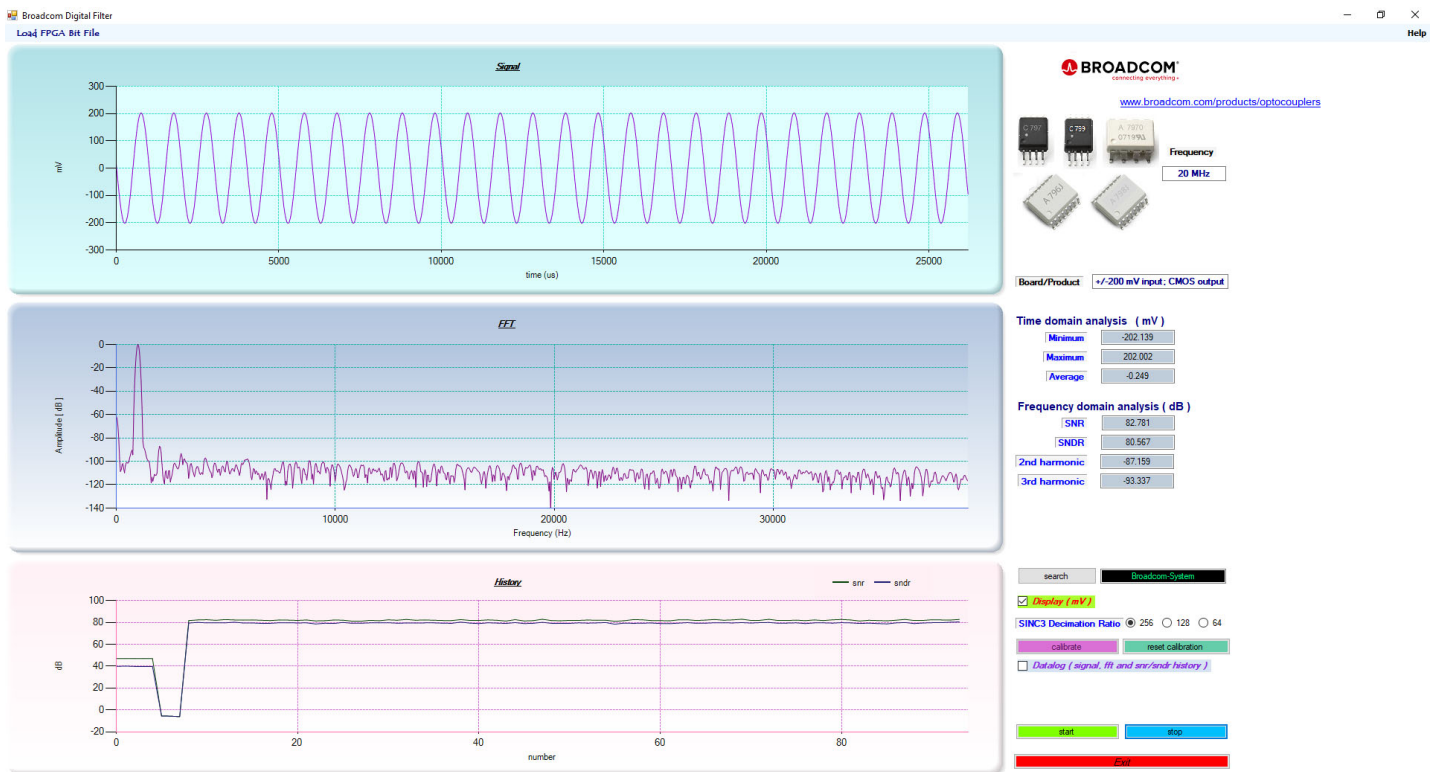 Broadcom Digital Filter
Load FPGA Bit File
Help
Signal
mV
300
200
100
0
-100
-200
-300
0 5000 10000 15000 20000 25000
time (us)
FFT
Amplitude [ dB ]
0
-20
-40
-60
-80
-100
-120
-140
0 10000 20000 30000
Frequency (Hz)
History
snr sndr
dB
100
80
60
40
20
0
-20
0 20 40 60 80
number
BROADCOM
connecting everything
www.broadcom.com/products/optocouplers
C 797
C 799
A 7970
0719
A 796J
Frequency
20 MHz
Board/Product +/-200 mV input; CMOS output
Time domain analysis ( mV )
Minimum -202.139
Maximum 202.002
Average -0.249
Frequency domain analysis ( dB )
SNR 82.781
SNDR 80.567
2nd harmonic -87.159
3rd harmonic -93.337
search Broadcom-System
Display ( mV )
SINC3 Decimation Ratio 256 128 64
calibrate reset calibration
Datalog ( signal, fft and snr/sndr history )
start stop
Exit